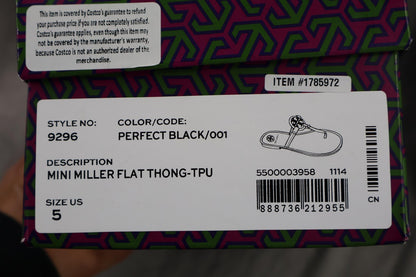 This item is covered by Costco's guarantee to refund
your purchase price if you are not completely satisfied.
Costco's guarantee applies, even though this item may
not be covered by the manufacturer's warranty,
because Costco is not an authorized dealer of the
merchandise.
ITEM #1785972
STYLE NO:
9296
COLOR/CODE:
PERFECT BLACK/001
DESCRIPTION
MINI MILLER FLAT THONG-TPU
SIZE US
5
5500003958 1114
888736 212955
CN